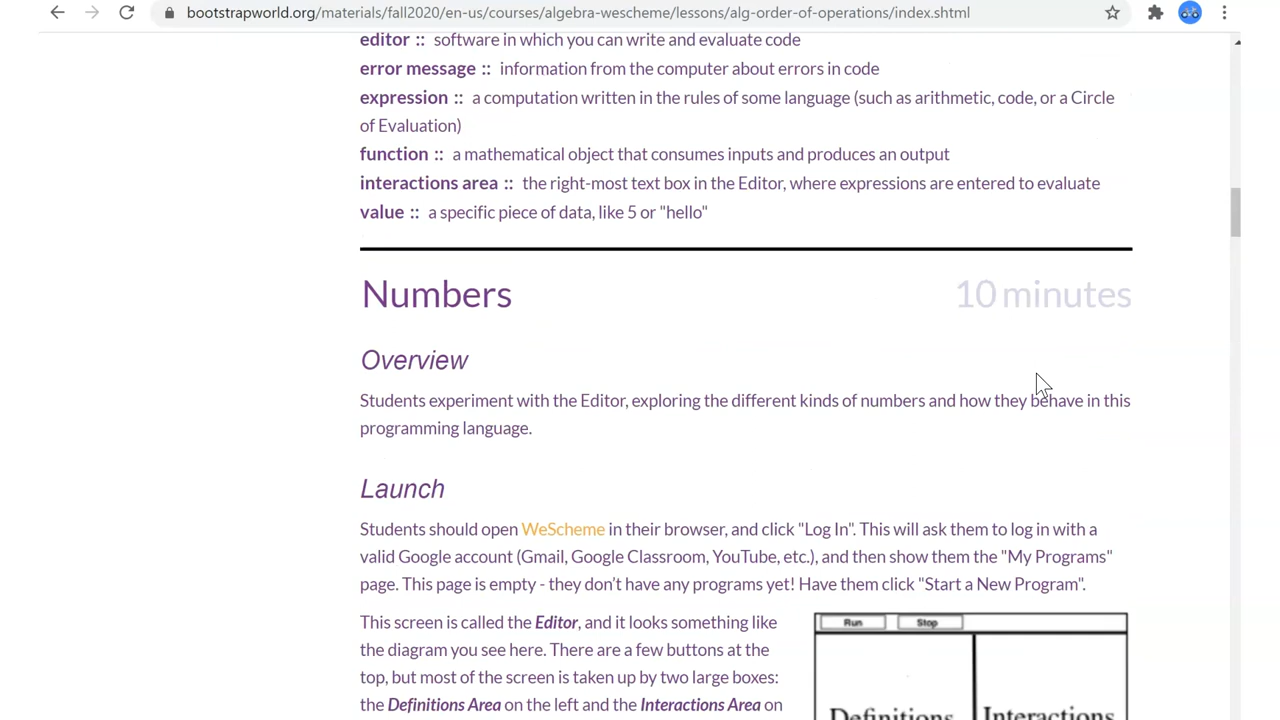 bootstrapworld.org/materials/fall2020/en-us/courses/algebra-wescheme/lessons/alg-order-of-operations/index.shtml
editor :: software in which you can write and evaluate code
error message :: information from the computer about errors in code
expression :: a computation written in the rules of some language (such as arithmetic, code, or a Circle
of Evaluation)
function :: a mathematical object that consumes inputs and produces an output
interactions area :: the right-most text box in the Editor, where expressions are entered to evaluate
value :: a specific piece of data, like 5 or "hello"
Numbers 10 minutes
Overview
Students experiment with the Editor, exploring the different kinds of numbers and how they behave in this
programming language.
Launch
Students should open WeScheme in their browser, and click "Log In". This will ask them to log in with a
valid Google account (Gmail, Google Classroom, YouTube, etc.), and then show them the "My Programs"
page. This page is empty - they don't have any programs yet! Have them click "Start a New Program".
This screen is called the Editor, and it looks something like
the diagram you see here. There are a few buttons at the
top, but most of the screen is taken up by two large boxes:
the Definitions Area on the left and the Interactions Area on
Run Stop
Definitions Interactions